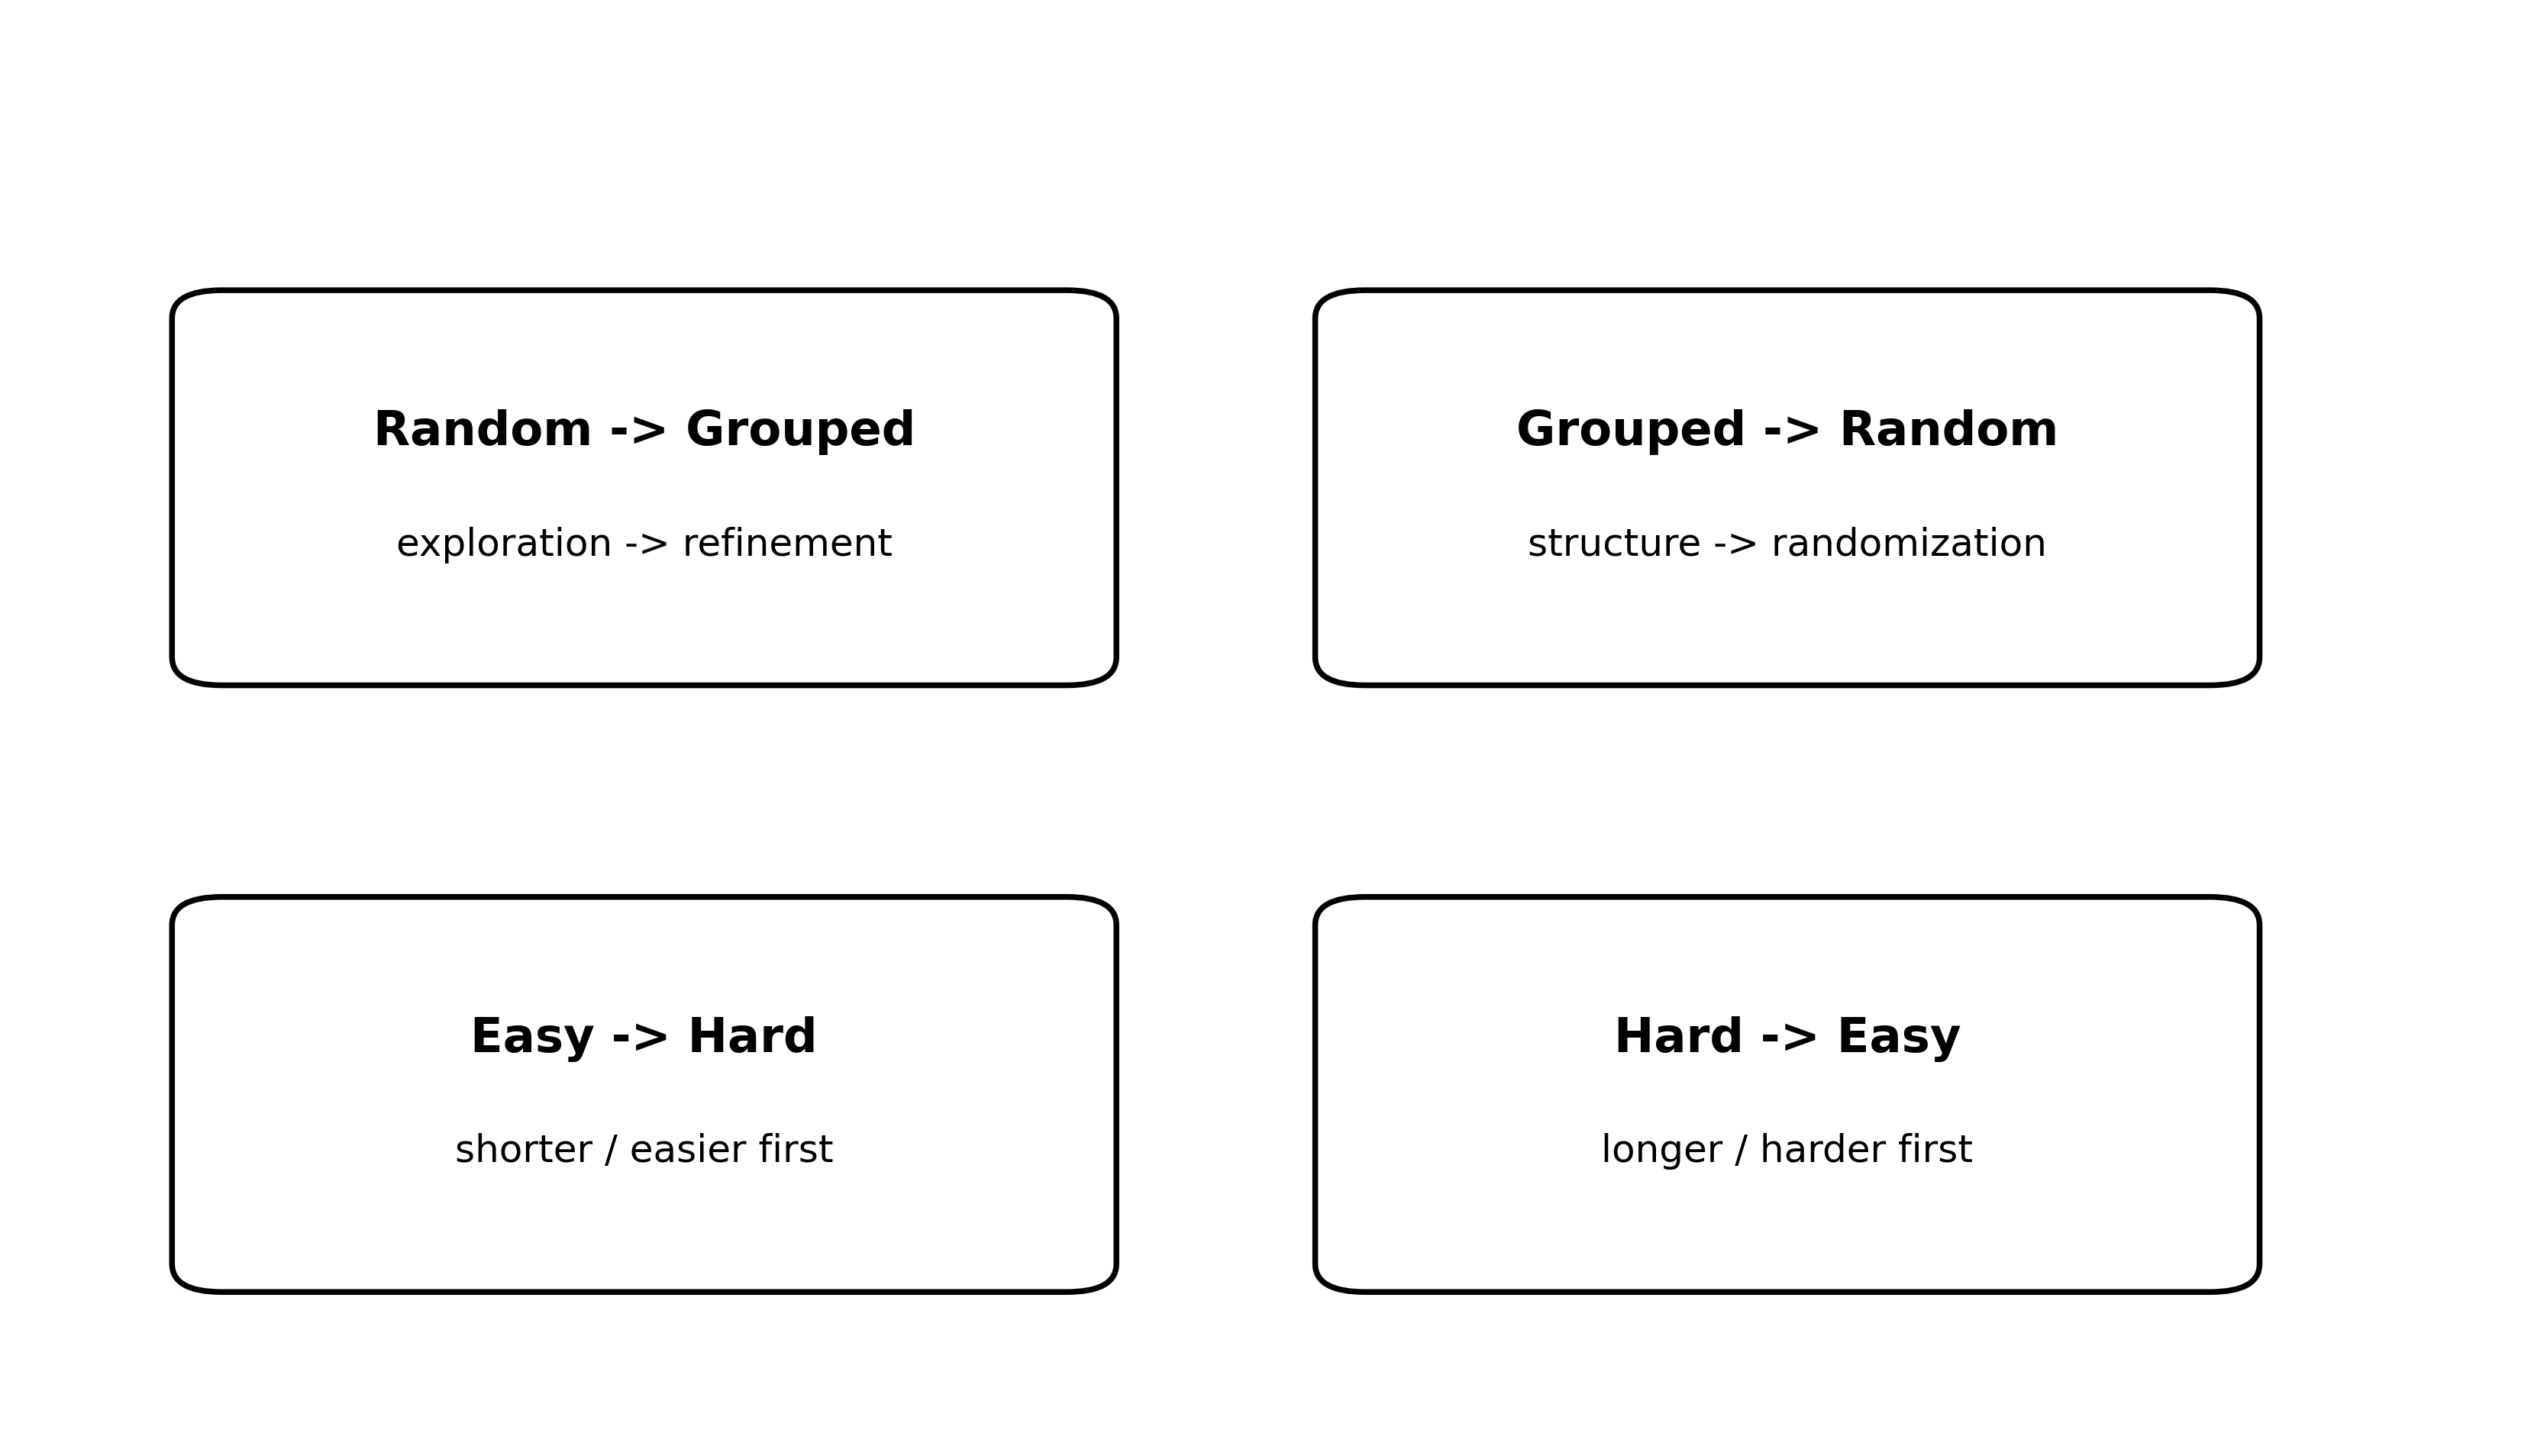 Random -> Grouped
exploration -> refinement
Grouped -> Random
structure -> randomization
Easy -> Hard
shorter / easier first
Hard -> Easy
longer / harder first